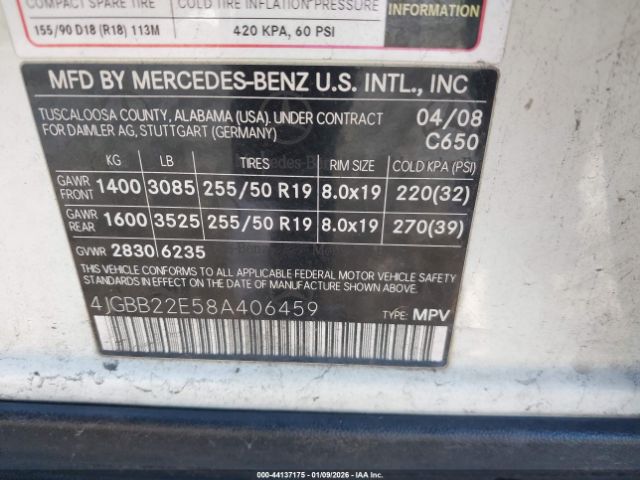 COMPACT SPARE TIRE COLD TIRE INFLATION PRESSURE
155/90 D18 (R18) 113M 420 KPA, 60 PSI
INFORMATION
MFD BY MERCEDES-BENZ U.S. INTL., INC
TUSCALOOSA COUNTY, ALABAMA (USA). UNDER CONTRACT 04/08
FOR DAIMLER AG, STUTTGART (GERMANY) C650
KG LB TIRES RIM SIZE COLD KPA (PSI)
GAWR FRONT 1400 3085 255/50 R19 8.0x19 220(32)
GAWR REAR 1600 3525 255/50 R19 8.0x19 270(39)
GVWR 2830 6235
THIS VEHICLE CONFORMS TO ALL APPLICABLE FEDERAL MOTOR VEHICLE SAFETY
STANDARDS IN EFFECT ON THE DATE OF MANUFACTURE SHOWN ABOVE.
4JGBB22E58A406459 TYPE: MPV
000-44137175 - 01/09/2026 - IAA Corp.